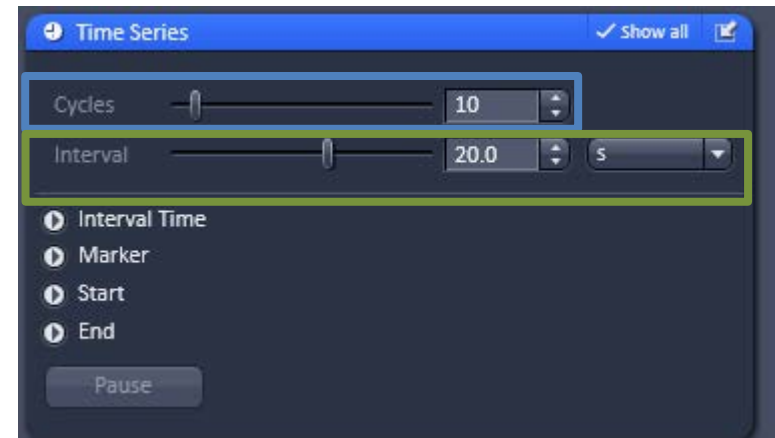 Time Series Show all
Cycles 10
Interval 20.0 s
Interval Time
Marker
Start
End
Pause